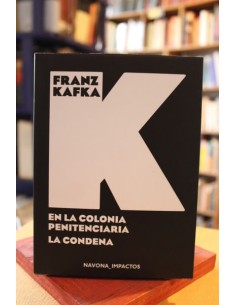 FRANZ
KAFKA
K
EN LA COLONIA
PENITENCIARIA
LA CONDENA
NAVONA_IMPACTOS